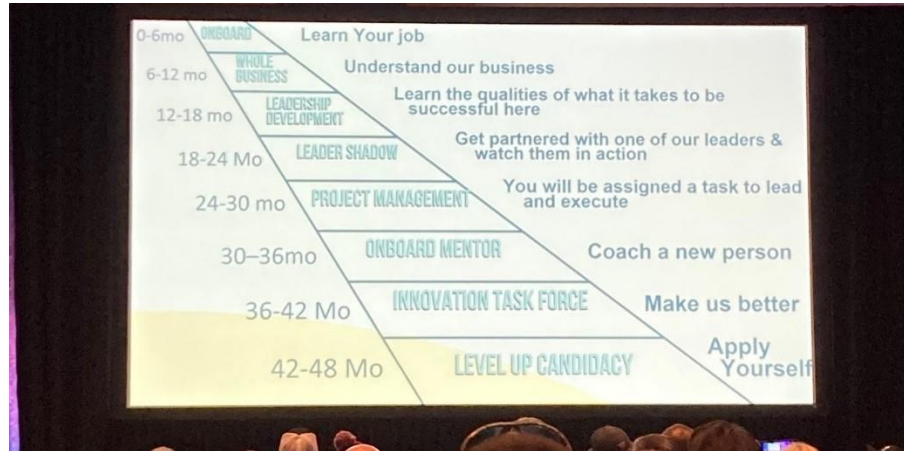 0-6mo ONBOARD Learn Your job
6-12 mo WHOLE BUSINESS Understand our business
12-18 mo LEADERSHIP DEVELOPMENT Learn the qualities of what it takes to be
successful here
18-24 Mo LEADER SHADOW Get partnered with one of our leaders &
watch them in action
24-30 mo PROJECT MANAGEMENT You will be assigned a task to lead
and execute
30–36mo ONBOARD MENTOR Coach a new person
36-42 Mo INNOVATION TASK FORCE Make us better
42-48 Mo LEVEL UP CANDIDACY Apply
Yourself